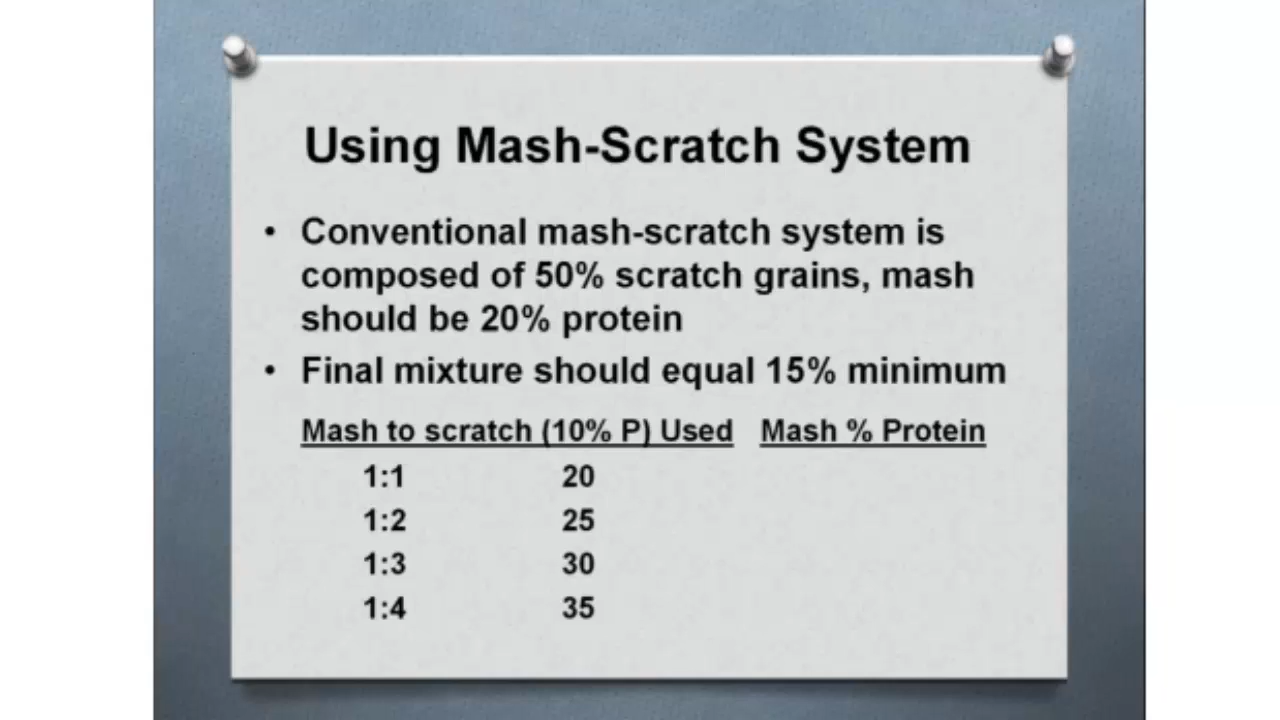 Using Mash-Scratch System
• Conventional mash-scratch system is
composed of 50% scratch grains, mash
should be 20% protein
• Final mixture should equal 15% minimum
Mash to scratch (10% P) Used Mash % Protein
1:1 20
1:2 25
1:3 30
1:4 35